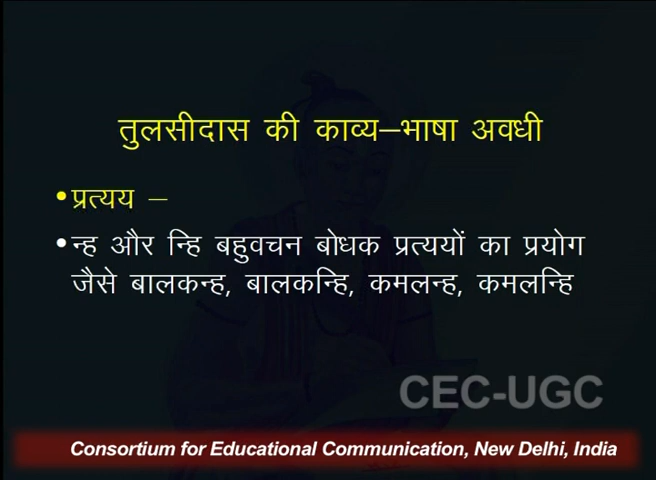 तुलसीदास की काव्य–भाषा अवधी
•प्रत्यय –
•न्ह और न्हि बहुवचन बोधक प्रत्ययों का प्रयोग
जैसे बालकन्ह, बालकन्हि, कमलन्ह, कमलन्हि
CEC-UGC
Consortium for Educational Communication, New Delhi, India